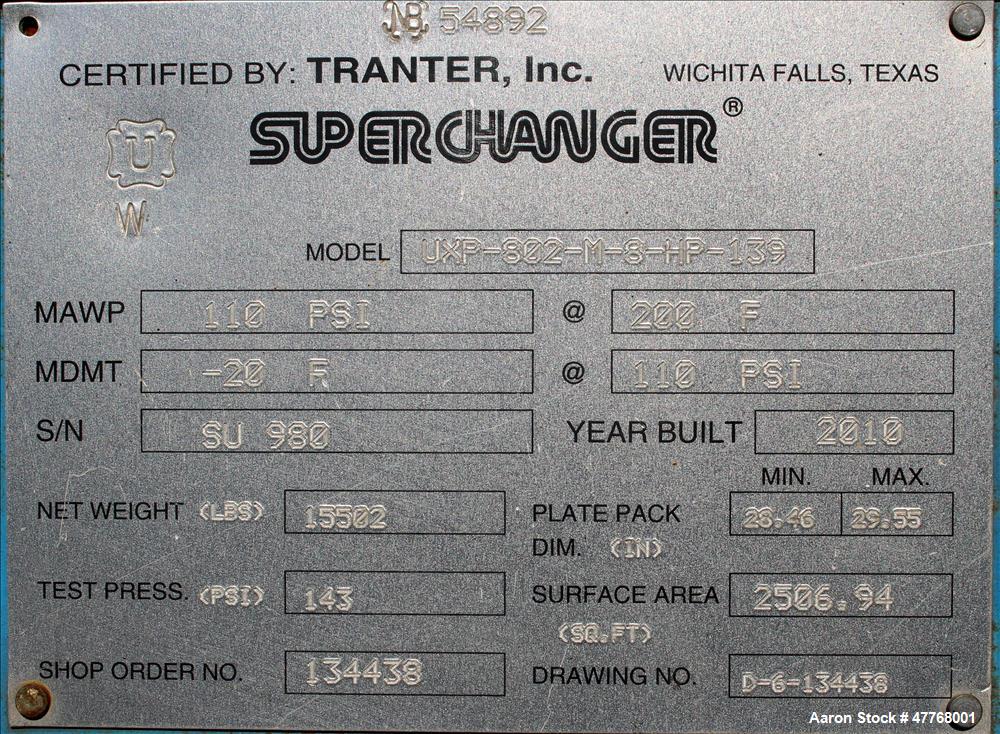 NB 54892
CERTIFIED BY: TRANTER, Inc. WICHITA FALLS, TEXAS
SUPERCHANGER®
U
W
MODEL UXP-802-M-8-HP-139
MAWP 110 PSI @ 200 F
MDMT -20 F @ 110 PSI
S/N SU 980 YEAR BUILT 2010
MIN. MAX.
NET WEIGHT (LBS) 15502 PLATE PACK 28.46 29.55
DIM. (IN)
TEST PRESS. (PSI) 143 SURFACE AREA 2506.94
(SQ.FT)
SHOP ORDER NO. 134438 DRAWING NO. D-6-134438
Aaron Stock # 47768001